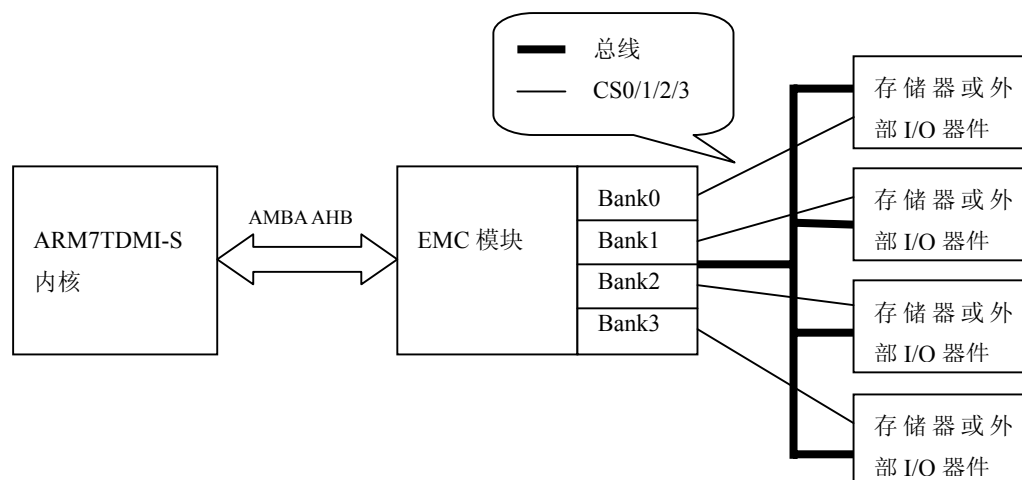 总线
CS0/1/2/3
ARM7TDMI-S
内核
AMBA AHB
EMC 模块
Bank0
Bank1
Bank2
Bank3
存储器或外
部 I/O 器件
存储器或外
部 I/O 器件
存储器或外
部 I/O 器件
存储器或外
部 I/O 器件